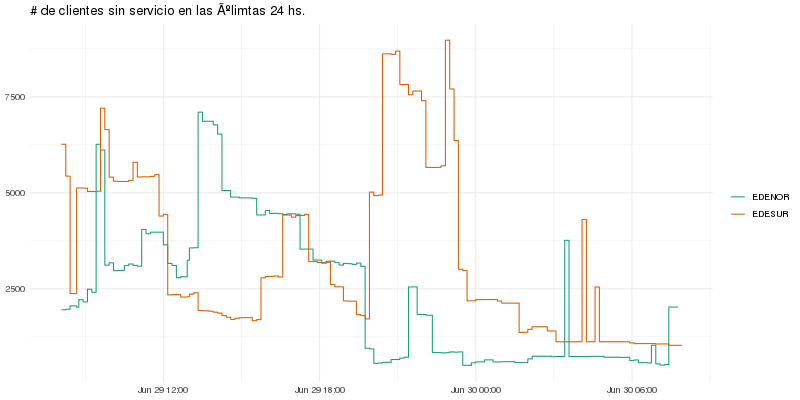 # de clientes sin servicio en las Ãºlimtas 24 hs.
7500
5000
2500
EDENOR
EDESUR
Jun 29 12:00
Jun 29 18:00
Jun 30 00:00
Jun 30 06:00